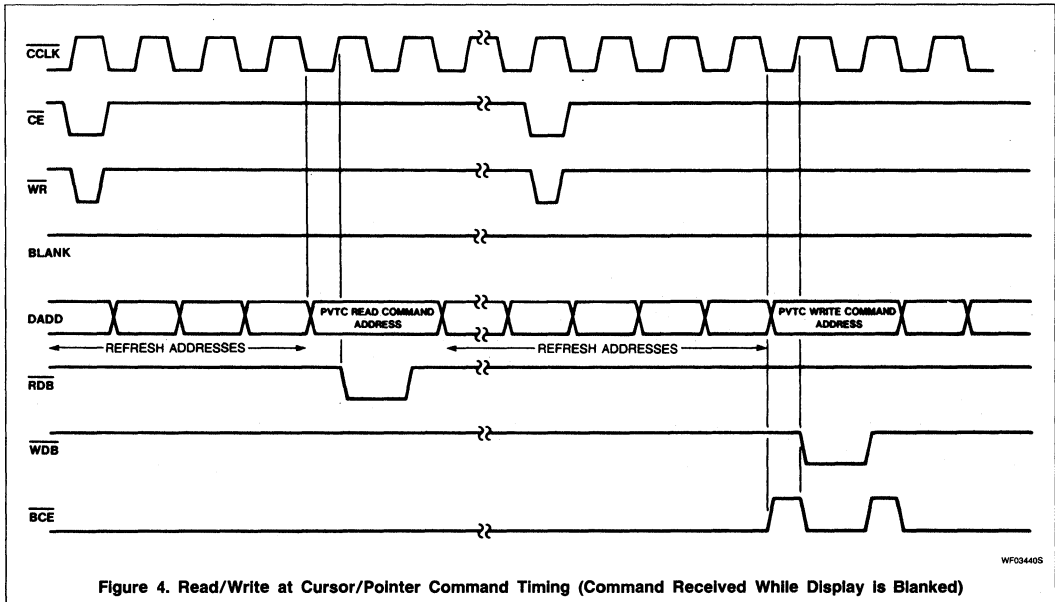 CCLK
CE
WR
BLANK
DADD
PVTC READ COMMAND
ADDRESS
PVTC WRITE COMMAND
ADDRESS
REFRESH ADDRESSES
REFRESH ADDRESSES
RDB
WDB
BCE
WF03440S
Figure 4. Read/Write at Cursor/Pointer Command Timing (Command Received While Display is Blanked)